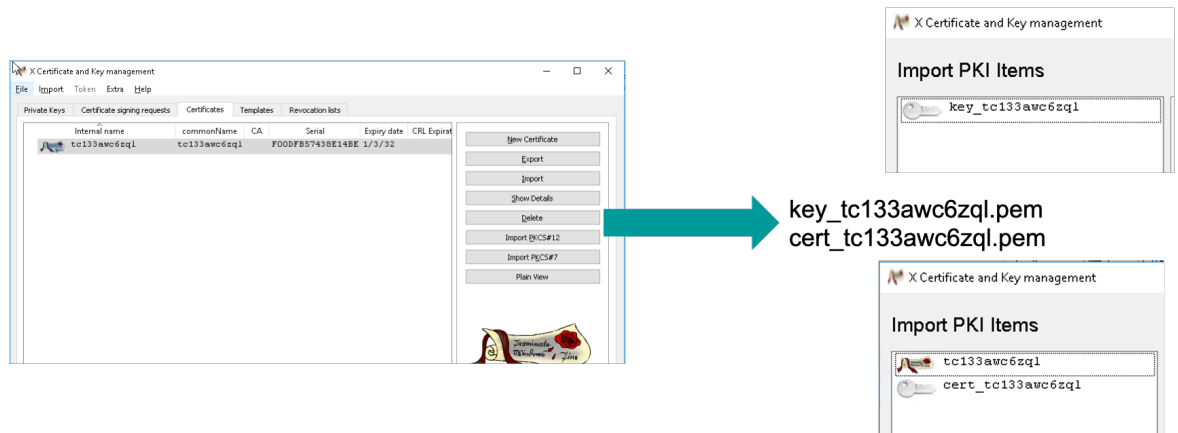 X Certificate and Key management
Import PKI Items
key_tc133awc6zql
X Certificate and Key management
File Import Token Extra Help
Private Keys Certificate signing requests Certificates Templates Revocation lists
Internal name commonName CA Serial Expiry date CRL Expirat
tc133awc6zql tc133awc6zql F00DFB57438E14BE 1/3/32
New Certificate
Export
Import
Show Details
Delete
Import PKCS#12
Import PKCS#7
Plain View
key_tc133awc6zql.pem
cert_tc133awc6zql.pem
X Certificate and Key management
Import PKI Items
tc133awc6zql
cert_tc133awc6zql